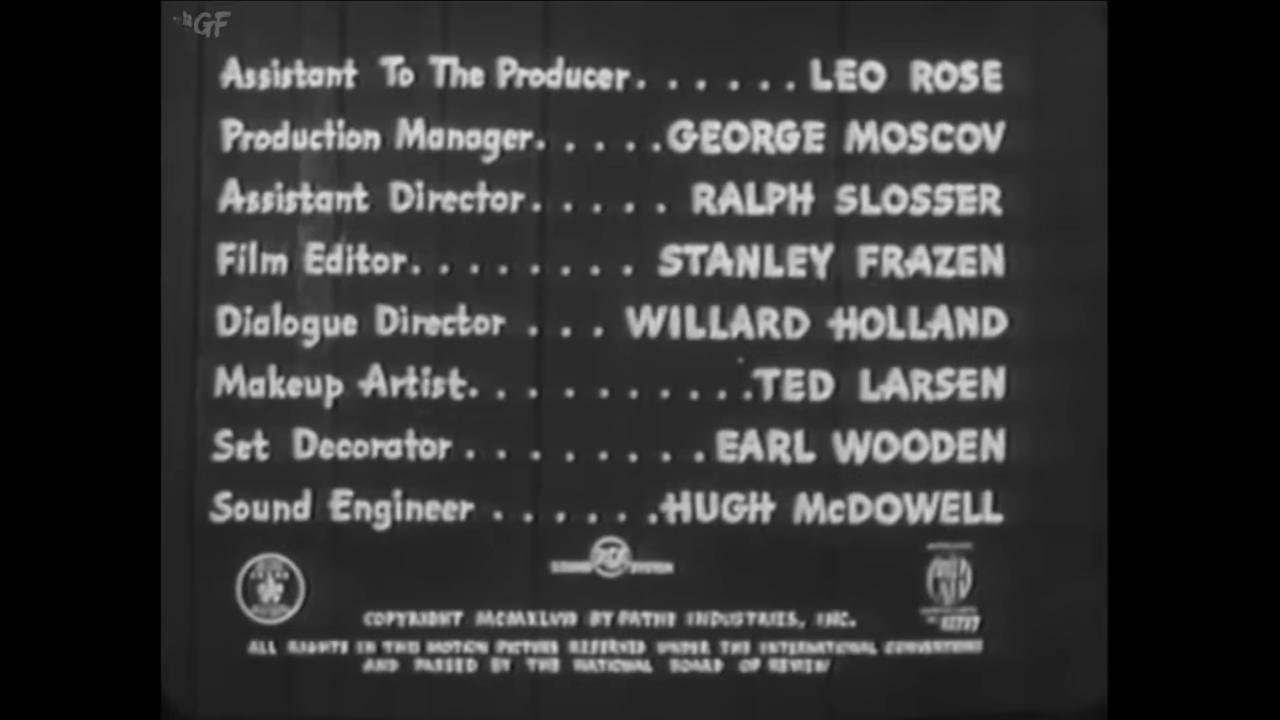 GF
Assistant To The Producer. . . . . . LEO ROSE
Production Manager. . . . . GEORGE MOSCOV
Assistant Director. . . . . RALPH SLOSSER
Film Editor. . . . . . . . STANLEY FRAZEN
Dialogue Director . . . WILLARD HOLLAND
Makeup Artist. . . . . . . . . . TED LARSEN
Set Decorator . . . . . . . . EARL WOODEN
Sound Engineer . . . . . . HUGH McDOWELL
SOUND RCA SYSTEM
COPYRIGHT MCMXLVII BY PATHE INDUSTRIES, INC.
ALL RIGHTS IN THIS MOTION PICTURE RESERVED UNDER THE INTERNATIONAL CONVENTIONS
AND PASSED BY THE NATIONAL BOARD OF REVIEW